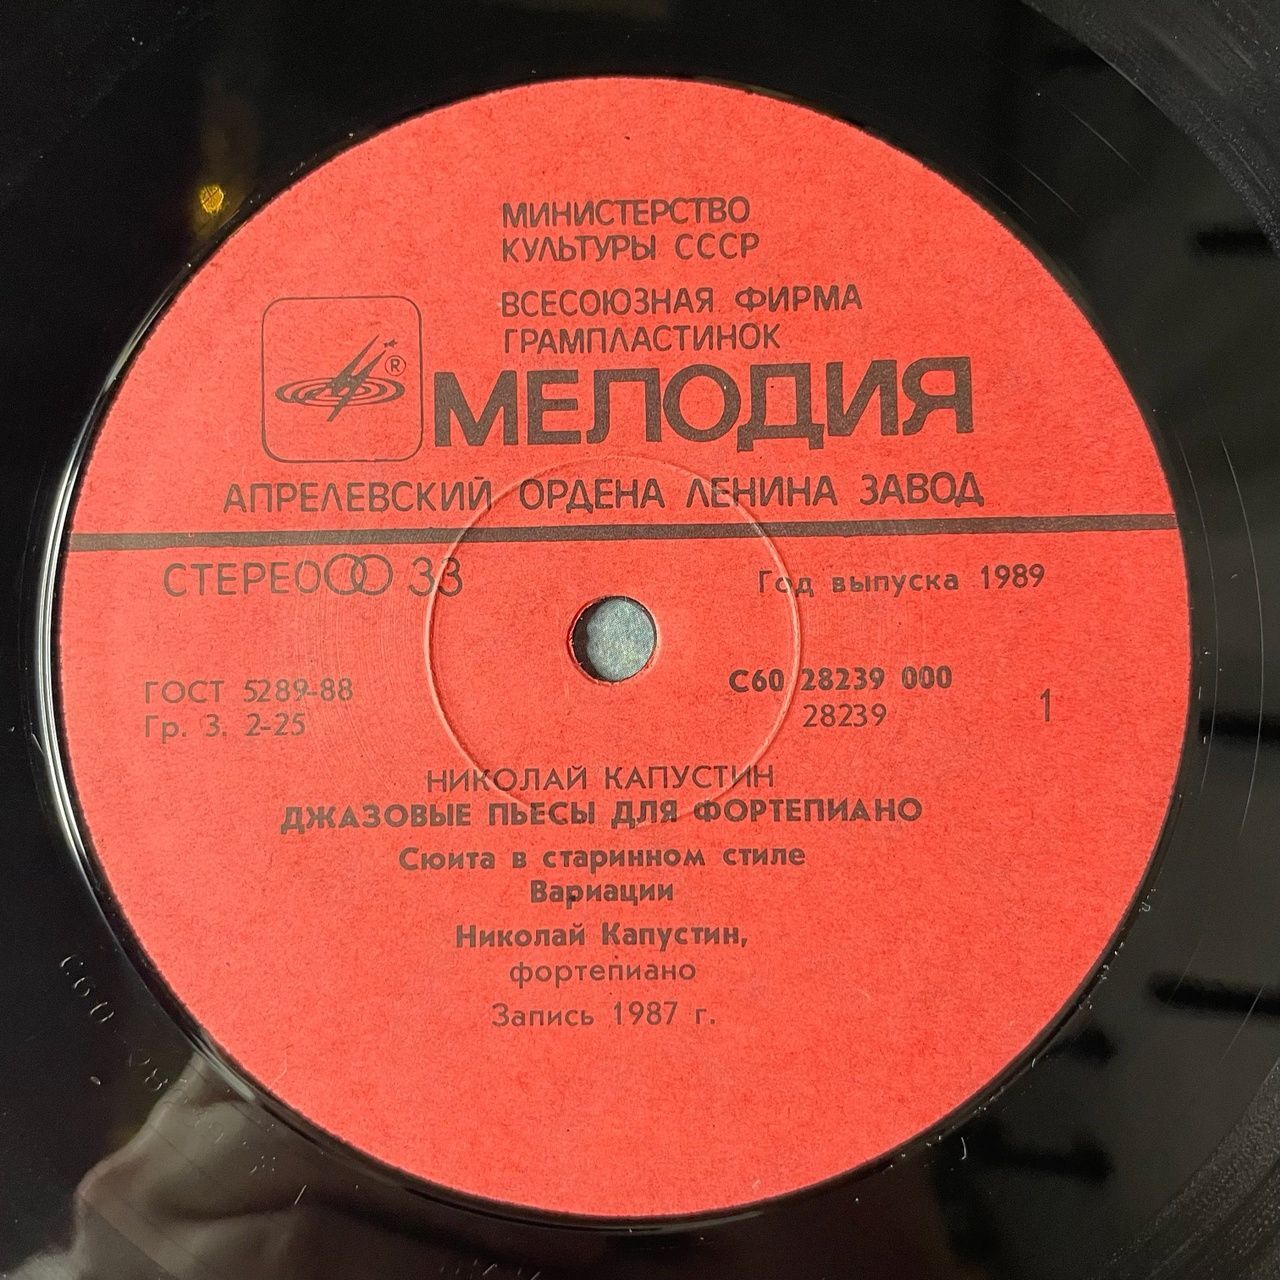 МИНИСТЕРСТВО
КУЛЬТУРЫ СССР
ВСЕСОЮЗНАЯ ФИРМА
ГРАМПЛАСТИНОК
®
МЕЛОДИЯ
АПРЕЛЕВСКИЙ ОРДЕНА ЛЕНИНА ЗАВОД
СТЕРЕО 33
Год выпуска 1989
ГОСТ 5289-88
Гр. 3. 2-25
С60 28239 000
28239
1
НИКОЛАЙ КАПУСТИН
ДЖАЗОВЫЕ ПЬЕСЫ ДЛЯ ФОРТЕПИАНО
Сюита в старинном стиле
Вариации
Николай Капустин,
фортепиано
Запись 1987 г.